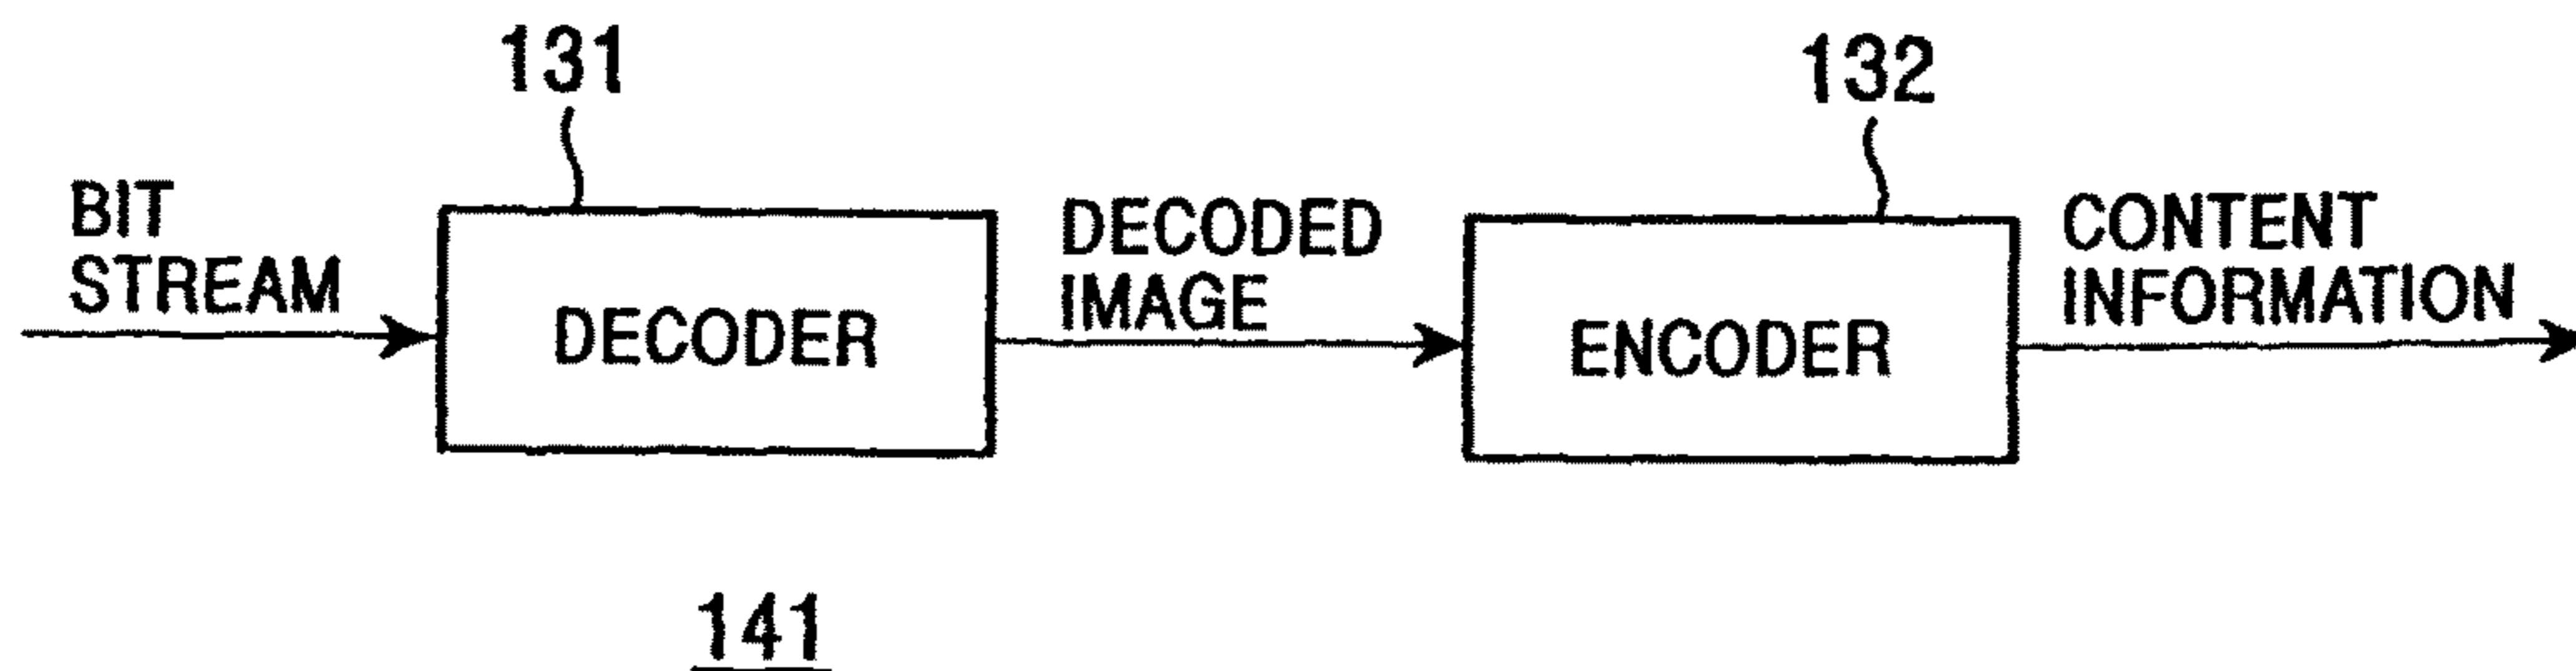 131
132
BIT
STREAM
DECODER
DECODED
IMAGE
ENCODER
CONTENT
INFORMATION
141